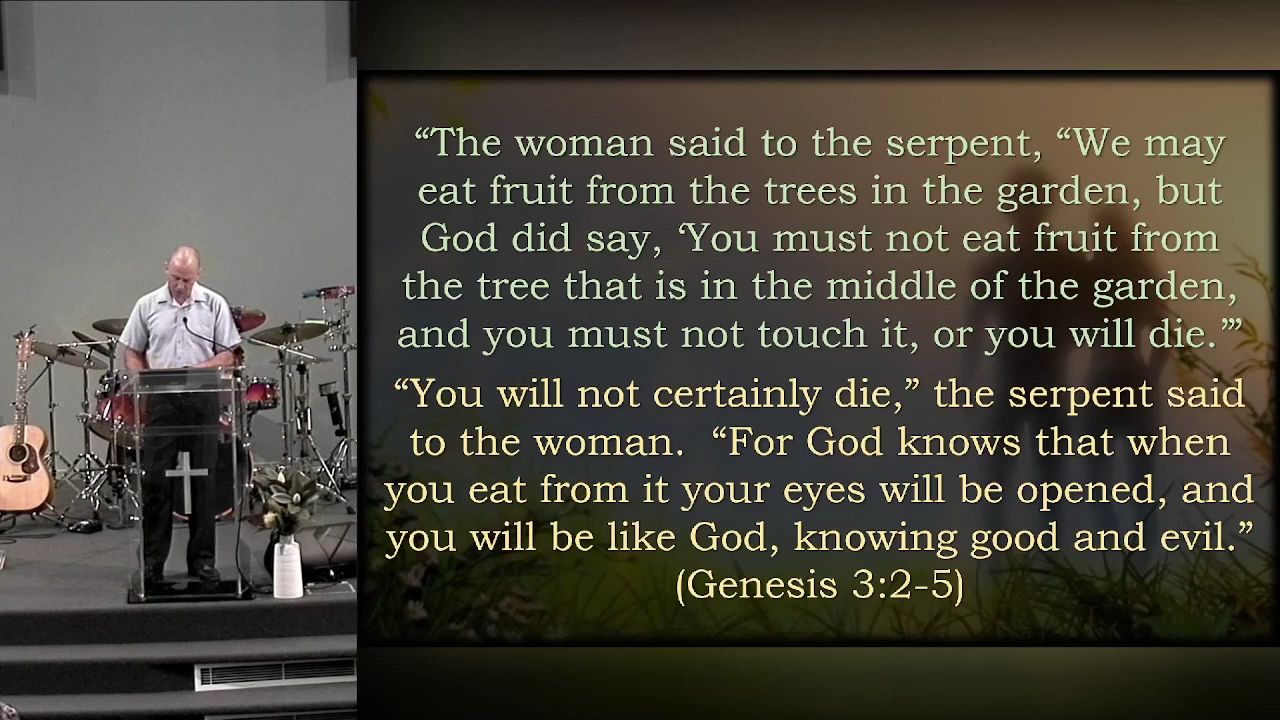 “The woman said to the serpent, “We may
eat fruit from the trees in the garden, but
God did say, ‘You must not eat fruit from
the tree that is in the middle of the garden,
and you must not touch it, or you will die.’”
“You will not certainly die,” the serpent said
to the woman.  “For God knows that when
you eat from it your eyes will be opened, and
you will be like God, knowing good and evil.”
(Genesis 3:2-5)